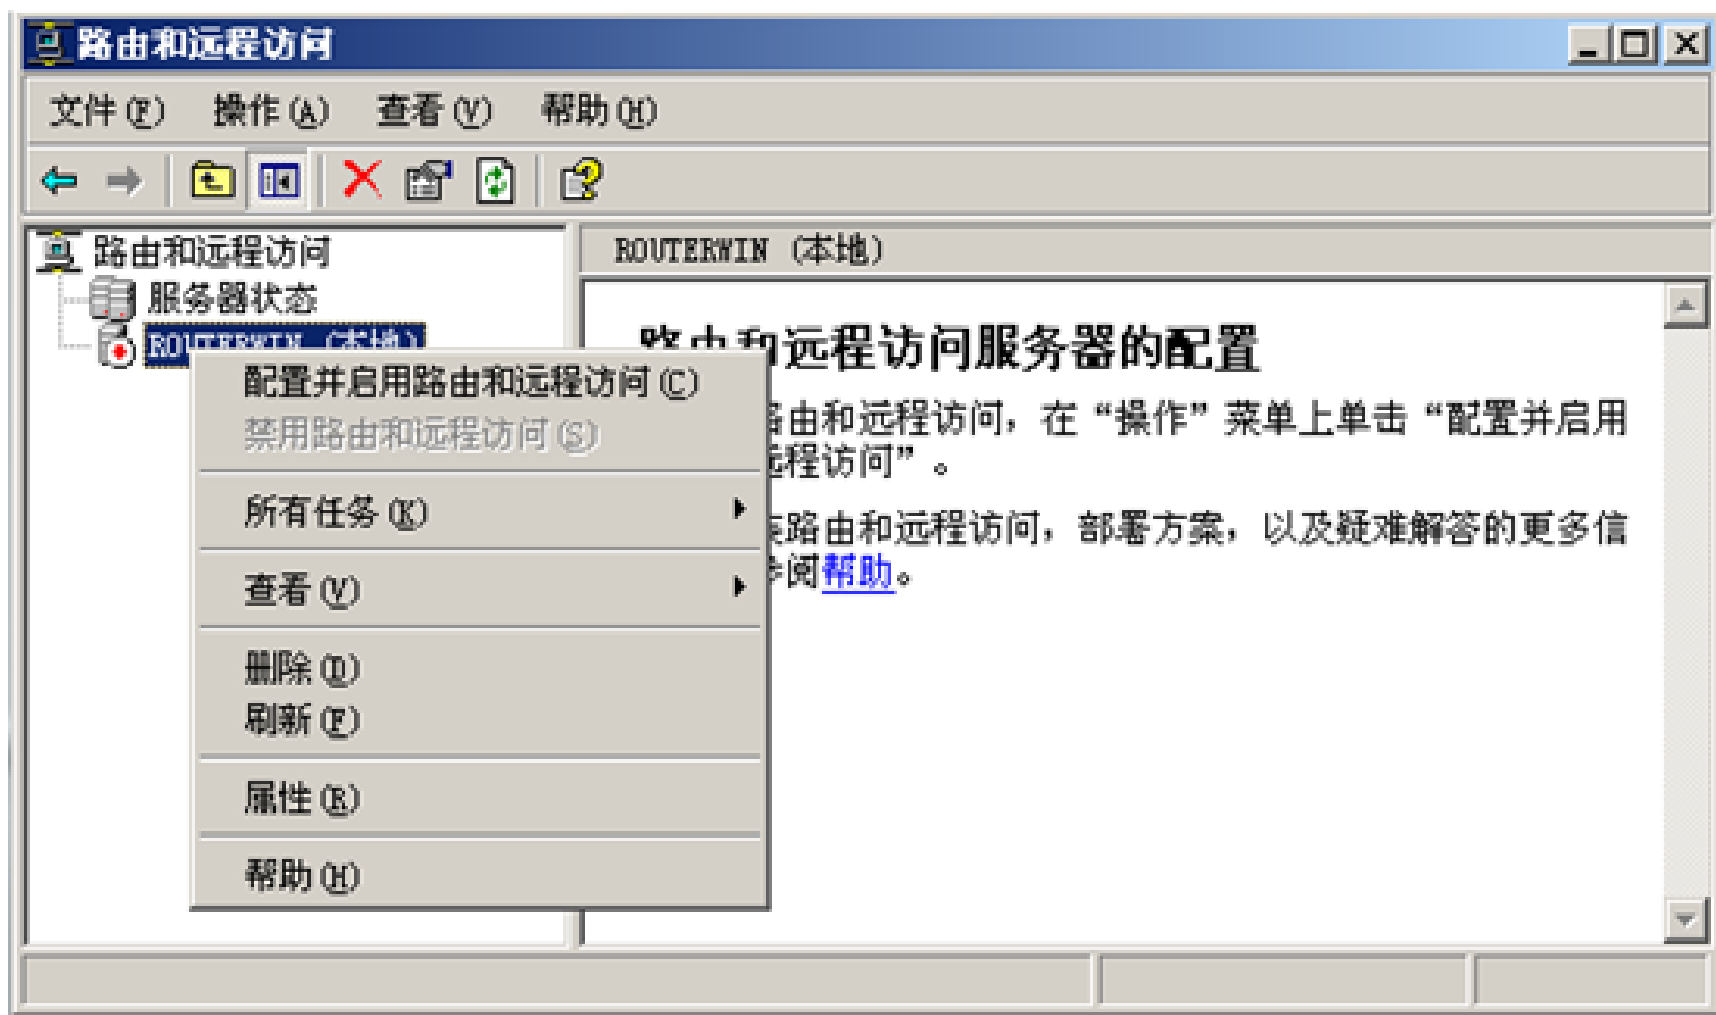 路由和远程访问
文件(F) 操作(A) 查看(V) 帮助(H)
路由和远程访问
服务器状态
ROUTERWIN (本地)
配置并启用路由和远程访问(C)
禁用路由和远程访问(S)
所有任务(K)
查看(V)
删除(D)
刷新(F)
属性(R)
帮助(H)
ROUTERWIN (本地)
路由和远程访问服务器的配置
路由和远程访问，在“操作”菜单上单击“配置并启用
远程访问”。
路由和远程访问，部署方案，以及疑难解答的更多信
参阅帮助。